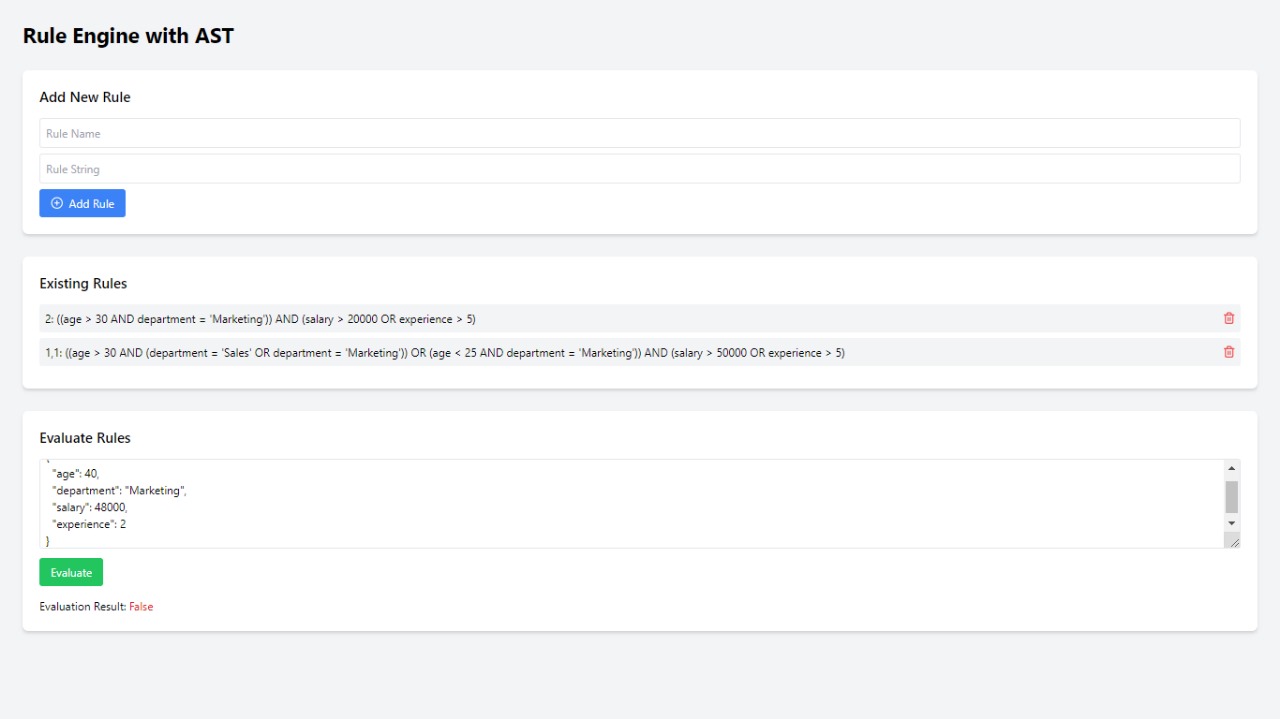 Rule Engine with AST
Add New Rule
Rule Name
Rule String
Add Rule
Existing Rules
2: ((age > 30 AND department = 'Marketing')) AND (salary > 20000 OR experience > 5)
1,1: ((age > 30 AND (department = 'Sales' OR department = 'Marketing')) OR (age < 25 AND department = 'Marketing')) AND (salary > 50000 OR experience > 5)
Evaluate Rules
{
"age": 40,
"department": "Marketing",
"salary": 48000,
"experience": 2
}
Evaluate
Evaluation Result: False